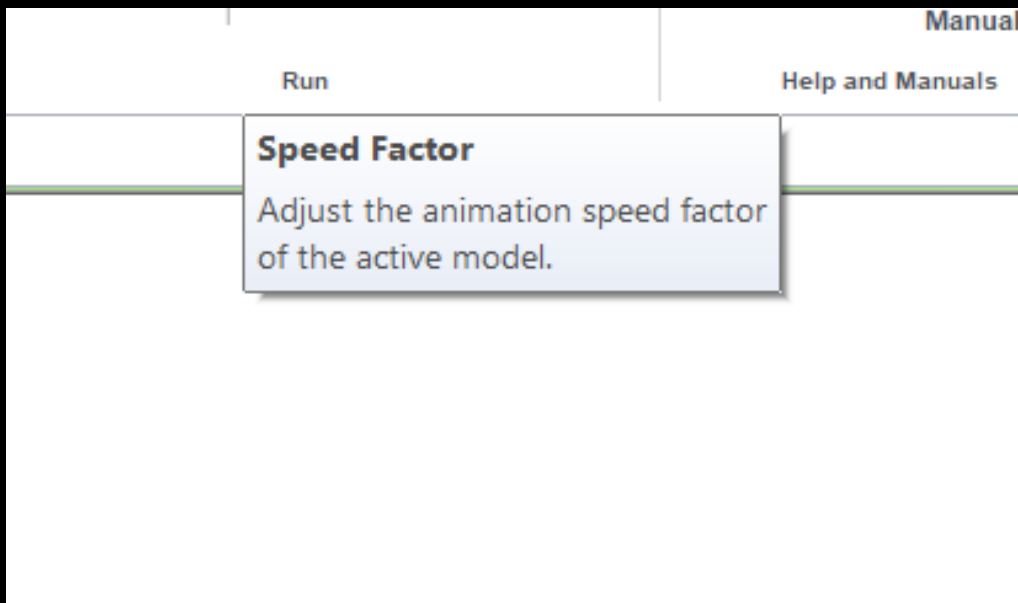 Manual
Run
Help and Manuals
Speed Factor
Adjust the animation speed factor
of the active model.